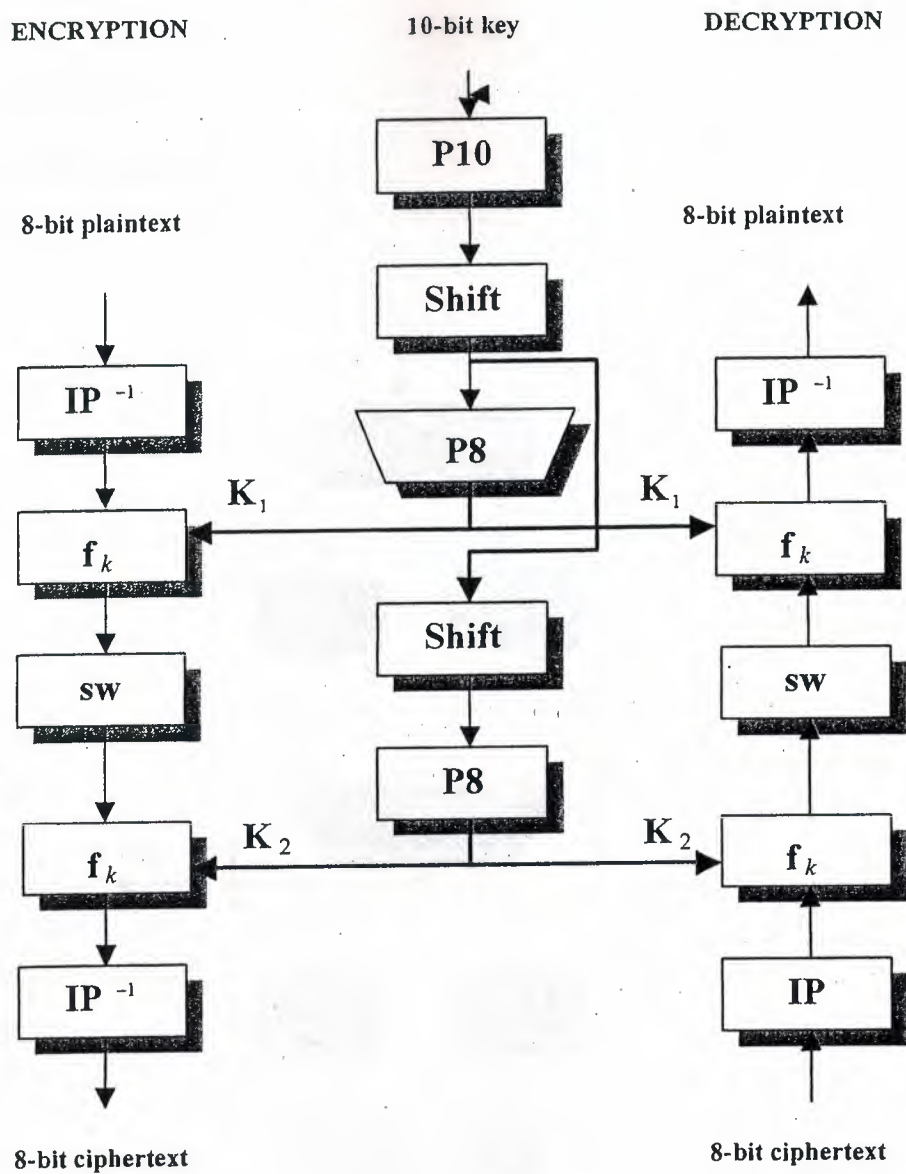 ENCRYPTION
10-bit key
DECRYPTION
P10
8-bit plaintext
8-bit plaintext
Shift
IP ⁻¹
IP ⁻¹
P8
K₁
K₁
fₖ
fₖ
Shift
sw
sw
P8
K₂
K₂
fₖ
fₖ
IP ⁻¹
IP
8-bit ciphertext
8-bit ciphertext